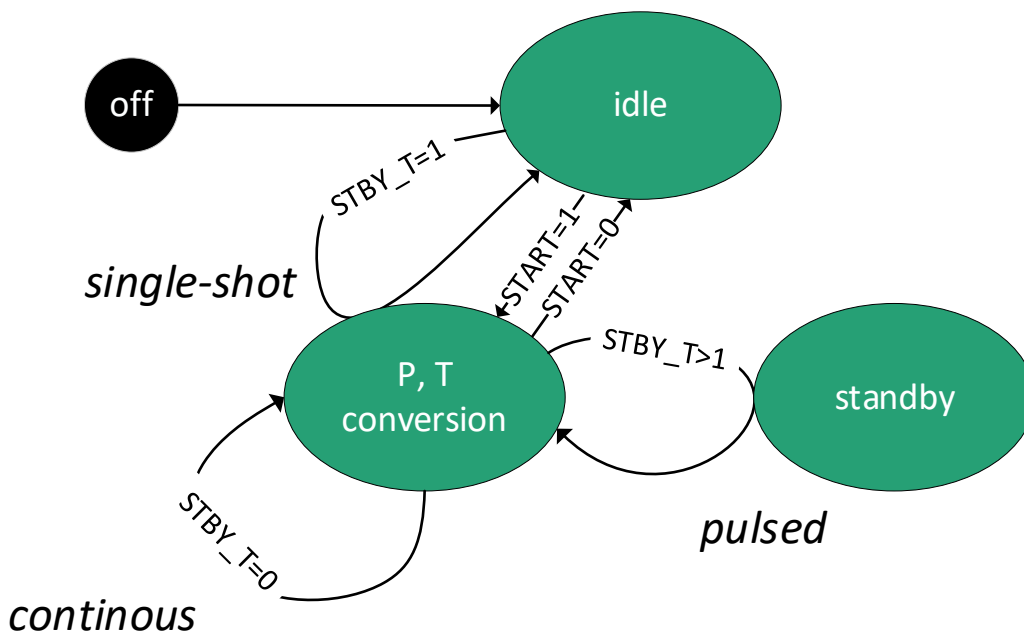 off
idle
STBY_T=1
START=1
START=0
single-shot
P, T
conversion
STBY_T>1
standby
STBY_T=0
pulsed
continous